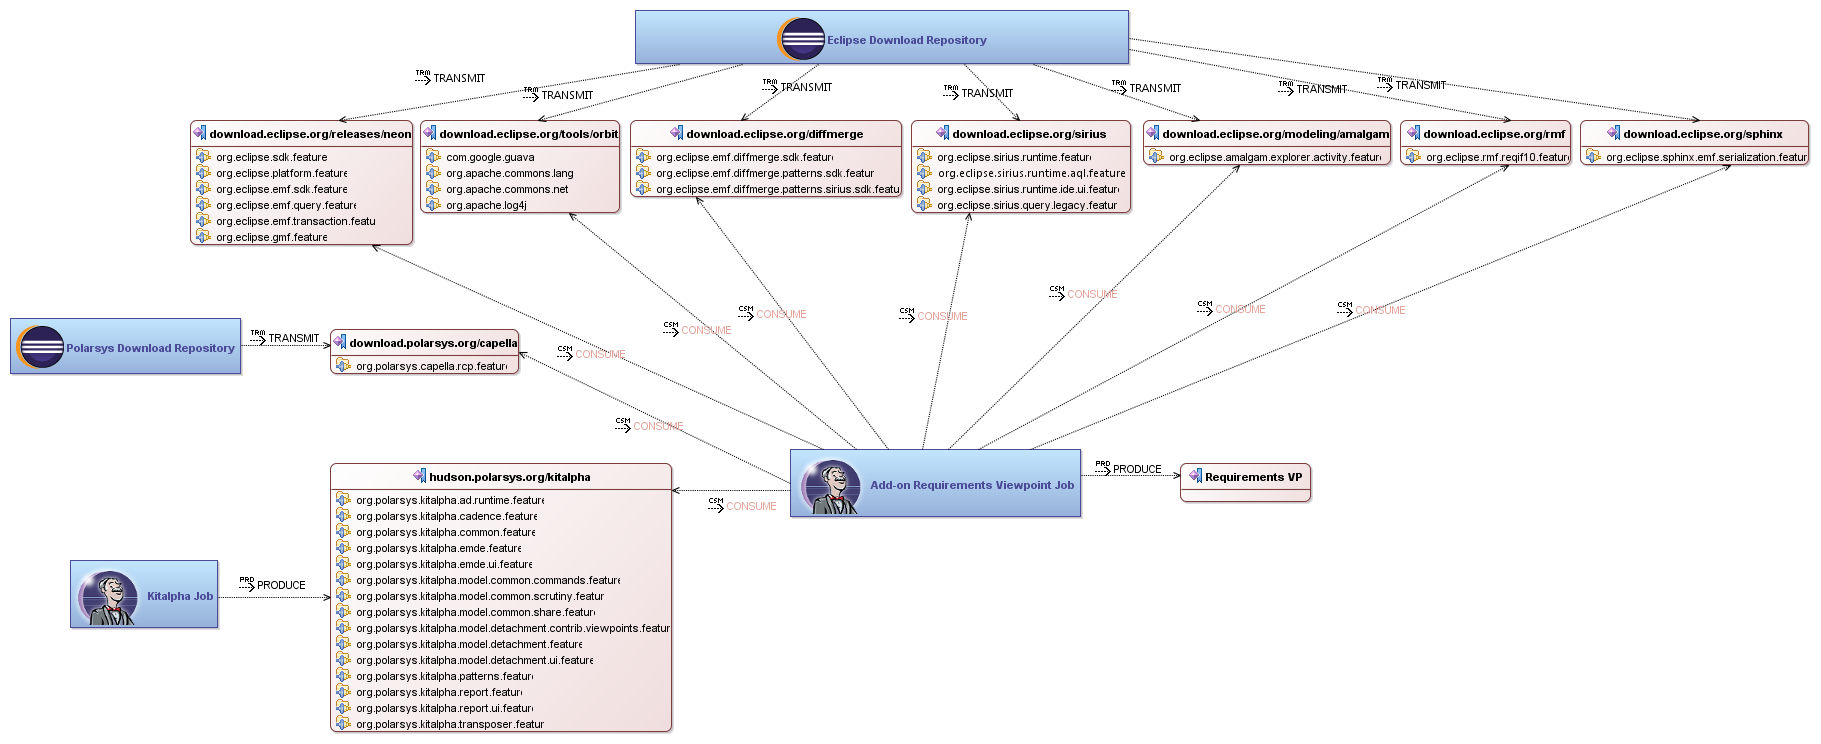 Eclipse Download Repository
TRM TRANSMIT
TRM TRANSMIT
TRM TRANSMIT
TRM TRANSMIT
TRM TRANSMIT
TRM TRANSMIT
TRM TRANSMIT
download.eclipse.org/releases/neon
org.eclipse.sdk.feature
org.eclipse.platform.feature
org.eclipse.emf.sdk.feature
org.eclipse.emf.query.feature
org.eclipse.emf.transaction.featu
org.eclipse.gmf.feature
download.eclipse.org/tools/orbit
com.google.guava
org.apache.commons.lang
org.apache.commons.net
org.apache.log4j
download.eclipse.org/diffmerge
org.eclipse.emf.diffmerge.sdk.feature
org.eclipse.emf.diffmerge.patterns.sdk.featur
org.eclipse.emf.diffmerge.patterns.sirius.sdk.featu
download.eclipse.org/sirius
org.eclipse.sirius.runtime.feature
org.eclipse.sirius.runtime.aql.feature
org.eclipse.sirius.runtime.ide.ui.feature
org.eclipse.sirius.query.legacy.featur
download.eclipse.org/modeling/amalgam
org.eclipse.amalgam.explorer.activity.feature
download.eclipse.org/rmf
org.eclipse.rmf.reqif10.feature
download.eclipse.org/sphinx
org.eclipse.sphinx.emf.serialization.featur
CSM CONSUME
CSM CONSUME
CSM CONSUME
CSM CONSUME
CSM CONSUME
CSM CONSUME
CSM CONSUME
Polarsys Download Repository
TRM TRANSMIT
download.polarsys.org/capella
org.polarsys.capella.rcp.feature
CSM CONSUME
Add-on Requirements Viewpoint Job
PRD PRODUCE
Requirements VP
CSM CONSUME
hudson.polarsys.org/kitalpha
org.polarsys.kitalpha.ad.runtime.feature
org.polarsys.kitalpha.cadence.feature
org.polarsys.kitalpha.common.feature
org.polarsys.kitalpha.emde.feature
org.polarsys.kitalpha.emde.ui.feature
org.polarsys.kitalpha.model.common.commands.feature
org.polarsys.kitalpha.model.common.scrutiny.featur
org.polarsys.kitalpha.model.common.share.feature
org.polarsys.kitalpha.model.detachment.contrib.viewpoints.featur
org.polarsys.kitalpha.model.detachment.feature
org.polarsys.kitalpha.model.detachment.ui.feature
org.polarsys.kitalpha.patterns.feature
org.polarsys.kitalpha.report.feature
org.polarsys.kitalpha.report.ui.feature
org.polarsys.kitalpha.transposer.featur
Kitalpha Job
PRD PRODUCE